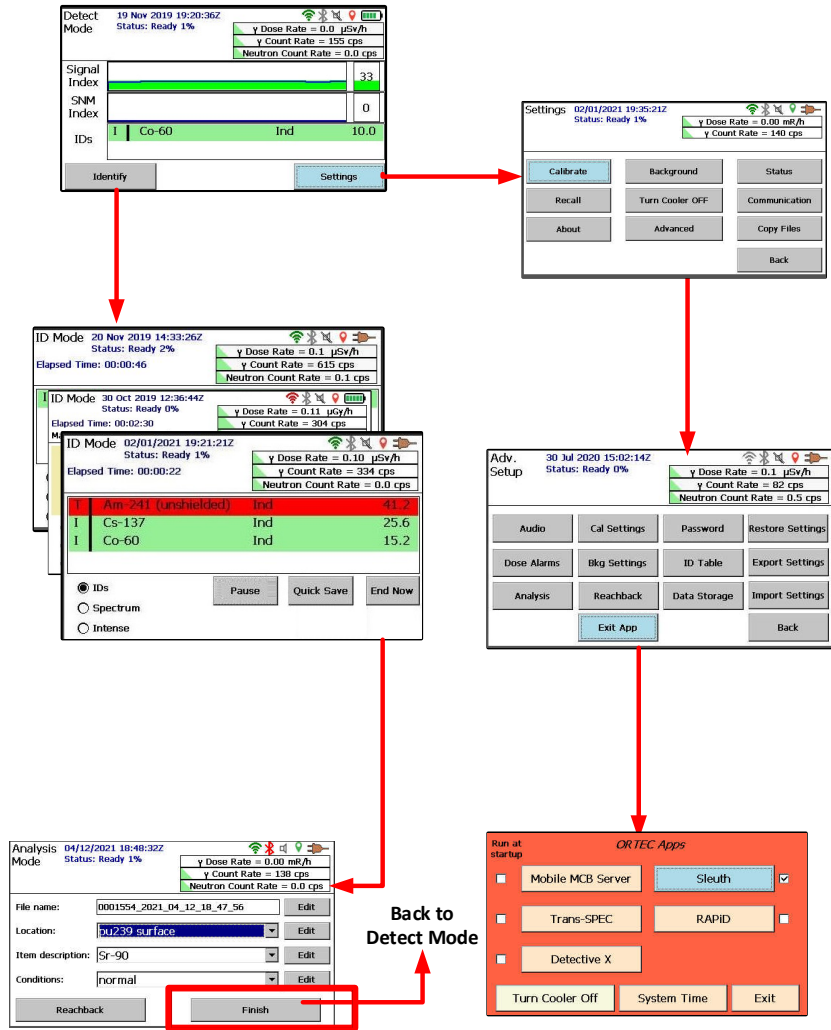 Detect Mode
19 Nov 2019 19:20:36Z
Status: Ready 1%
γ Dose Rate = 0.0 µSv/h
γ Count Rate = 155 cps
Neutron Count Rate = 0.0 cps
Signal Index
33
SNM Index
0
IDs
I Co-60 Ind 10.0
Identify
Settings
Settings 02/01/2021 19:35:21Z
Status: Ready 1%
γ Dose Rate = 0.00 mR/h
γ Count Rate = 140 cps
Calibrate Background Status
Recall Turn Cooler OFF Communication
About Advanced Copy Files
Back
ID Mode 20 Nov 2019 14:33:26Z
Status: Ready 2%
Elapsed Time: 00:00:46
γ Dose Rate = 0.1 µSv/h
γ Count Rate = 615 cps
Neutron Count Rate = 0.1 cps
I
ID Mode 30 Oct 2019 12:36:44Z
Status: Ready 0%
Elapsed Time: 00:02:30
γ Dose Rate = 0.11 µGy/h
γ Count Rate = 304 cps
ID Mode 02/01/2021 19:21:21Z
Status: Ready 1%
Elapsed Time: 00:00:22
γ Dose Rate = 0.10 µSv/h
γ Count Rate = 334 cps
Neutron Count Rate = 0.0 cps
T Am-241 (unshielded) Ind 41.2
I Cs-137 Ind 25.6
I Co-60 Ind 15.2
IDs
Spectrum
Intense
Pause Quick Save End Now
Adv. Setup
30 Jul 2020 15:02:14Z
Status: Ready 0%
γ Dose Rate = 0.1 µSv/h
γ Count Rate = 82 cps
Neutron Count Rate = 0.5 cps
Audio Cal Settings Password Restore Settings
Dose Alarms Bkg Settings ID Table Export Settings
Analysis Reachback Data Storage Import Settings
Exit App Back
Analysis Mode
04/12/2021 18:48:32Z
Status: Ready 1%
γ Dose Rate = 0.00 mR/h
γ Count Rate = 138 cps
Neutron Count Rate = 0.0 cps
File name: 0001554_2021_04_12_18_47_56 Edit
Location: pu239 surface Edit
Item description: Sr-90 Edit
Conditions: normal Edit
Reachback Finish
Back to
Detect Mode
Run at startup
ORTEC Apps
Mobile MCB Server Sleuth
Trans-SPEC RAPiD
Detective X
Turn Cooler Off System Time Exit